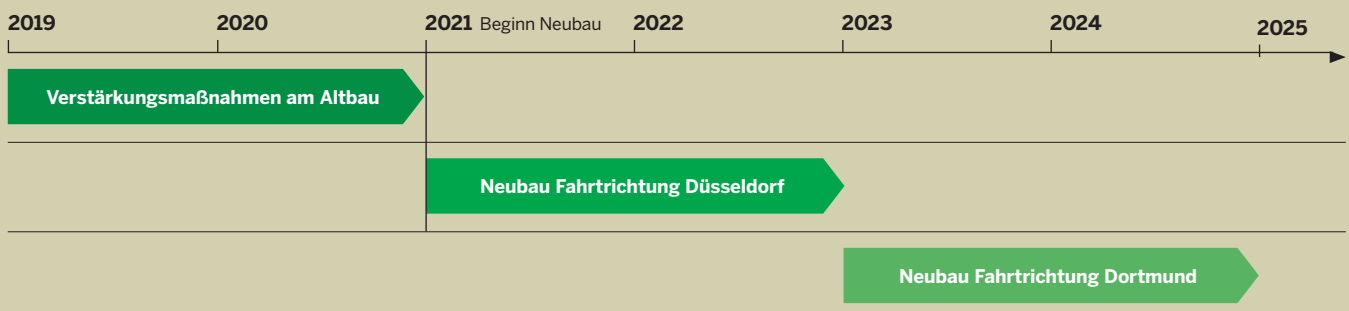 2019 2020 2021 Beginn Neubau 2022 2023 2024 2025
Verstärkungsmaßnahmen am Altbau
Neubau Fahrtrichtung Düsseldorf
Neubau Fahrtrichtung Dortmund